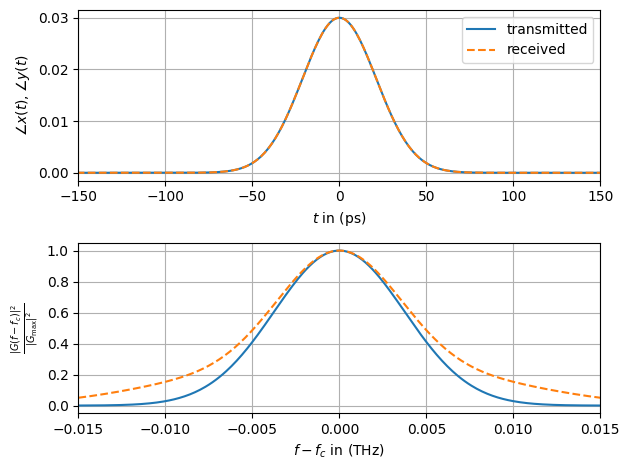 0.03
0.02
0.01
0.00
∠x(t), ∠y(t)
transmitted
received
−150 −100 −50 0 50 100 150
t in (ps)
1.0
0.8
0.6
0.4
0.2
0.0
||G(f − f_c)||² / ||G_max||²
−0.015 −0.010 −0.005 0.000 0.005 0.010 0.015
f − f_c in (THz)